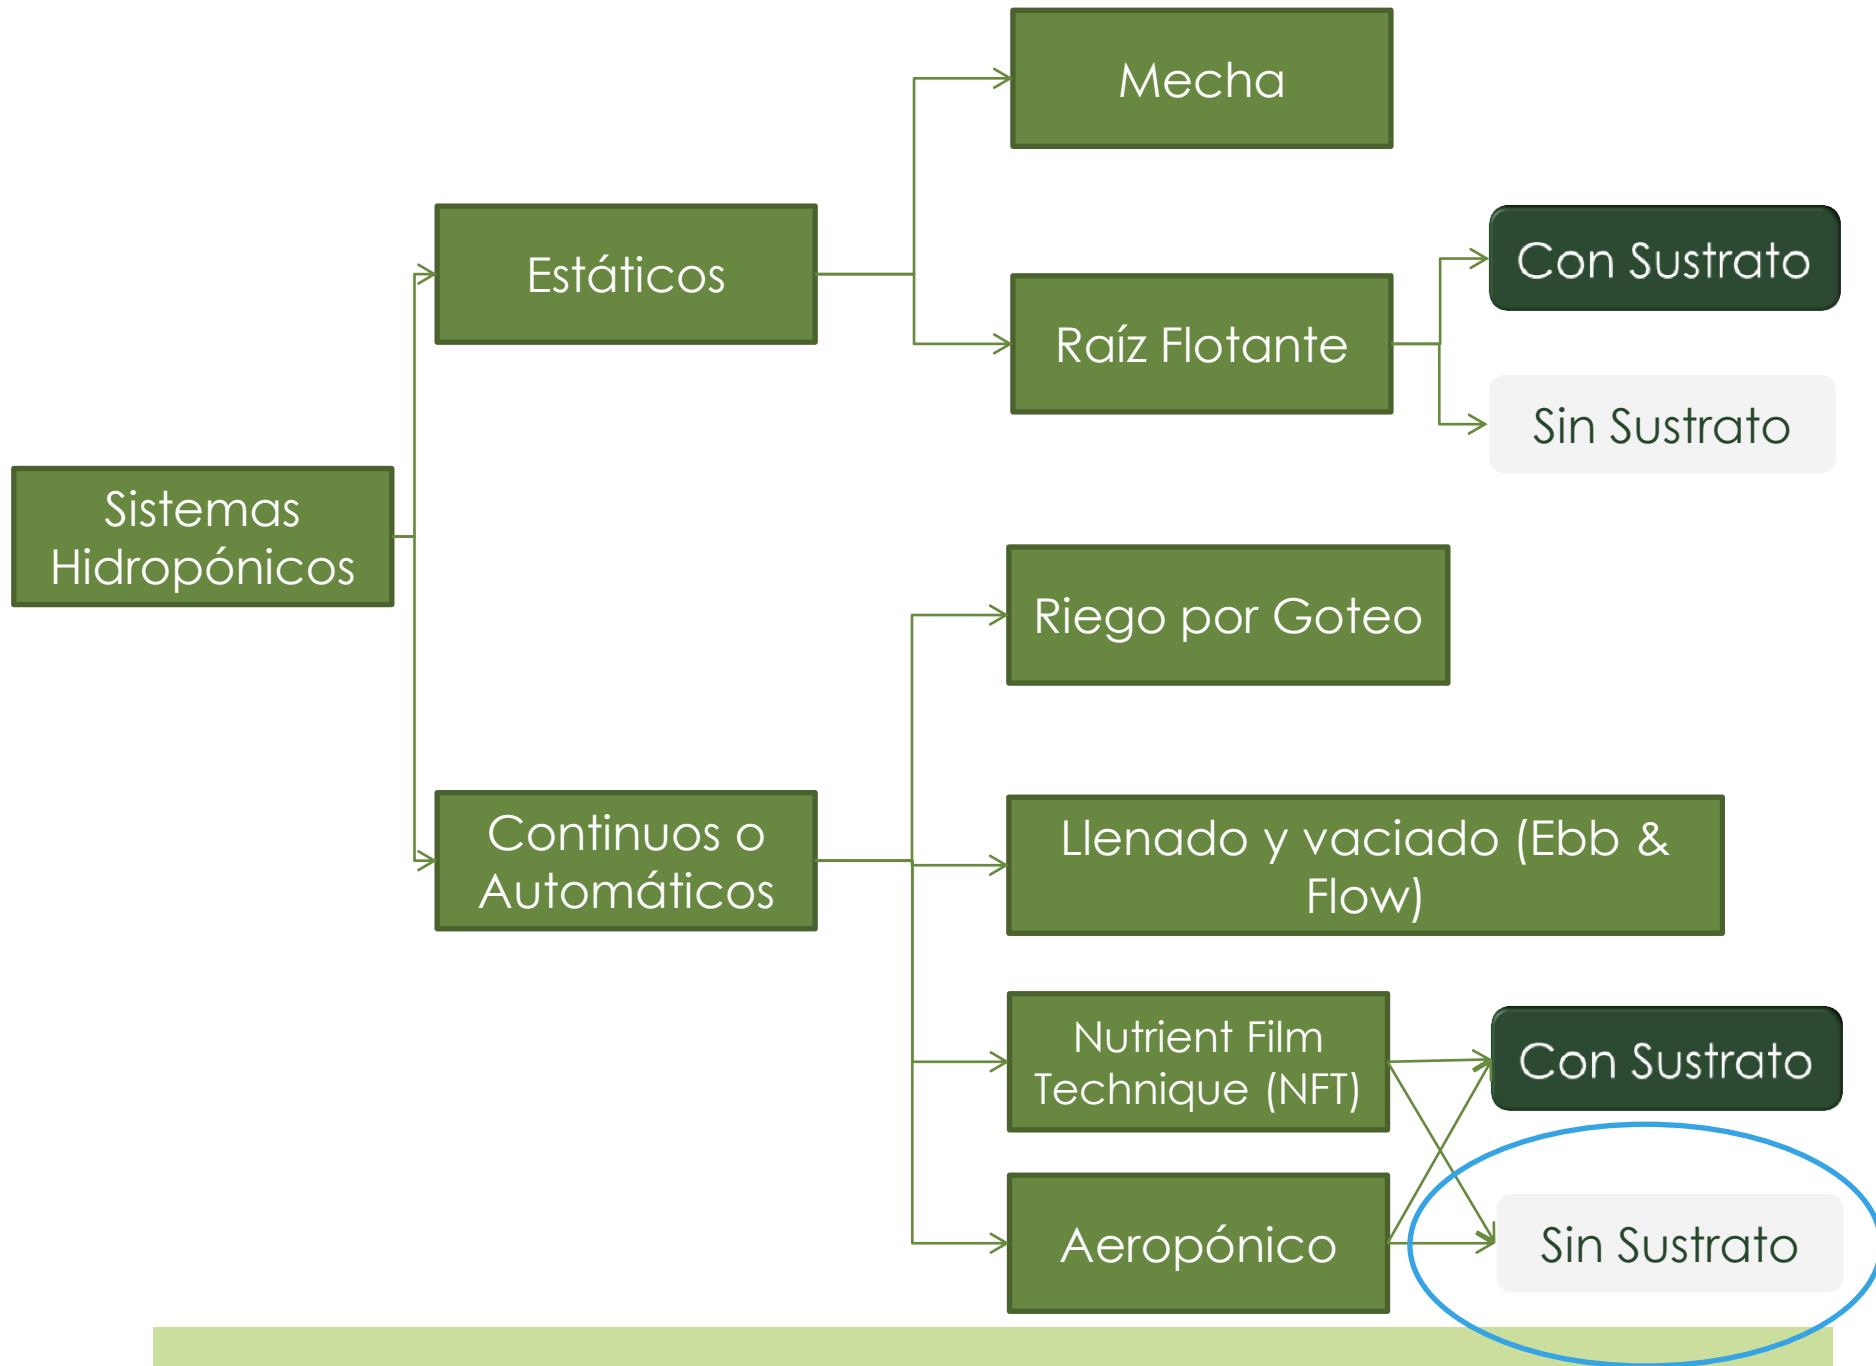 Mecha
Estáticos
Con Sustrato
Raíz Flotante
Sin Sustrato
Sistemas
Hidropónicos
Riego por Goteo
Continuos o
Automáticos
Llenado y vaciado (Ebb &
Flow)
Nutrient Film
Technique (NFT)
Con Sustrato
Aeropónico
Sin Sustrato